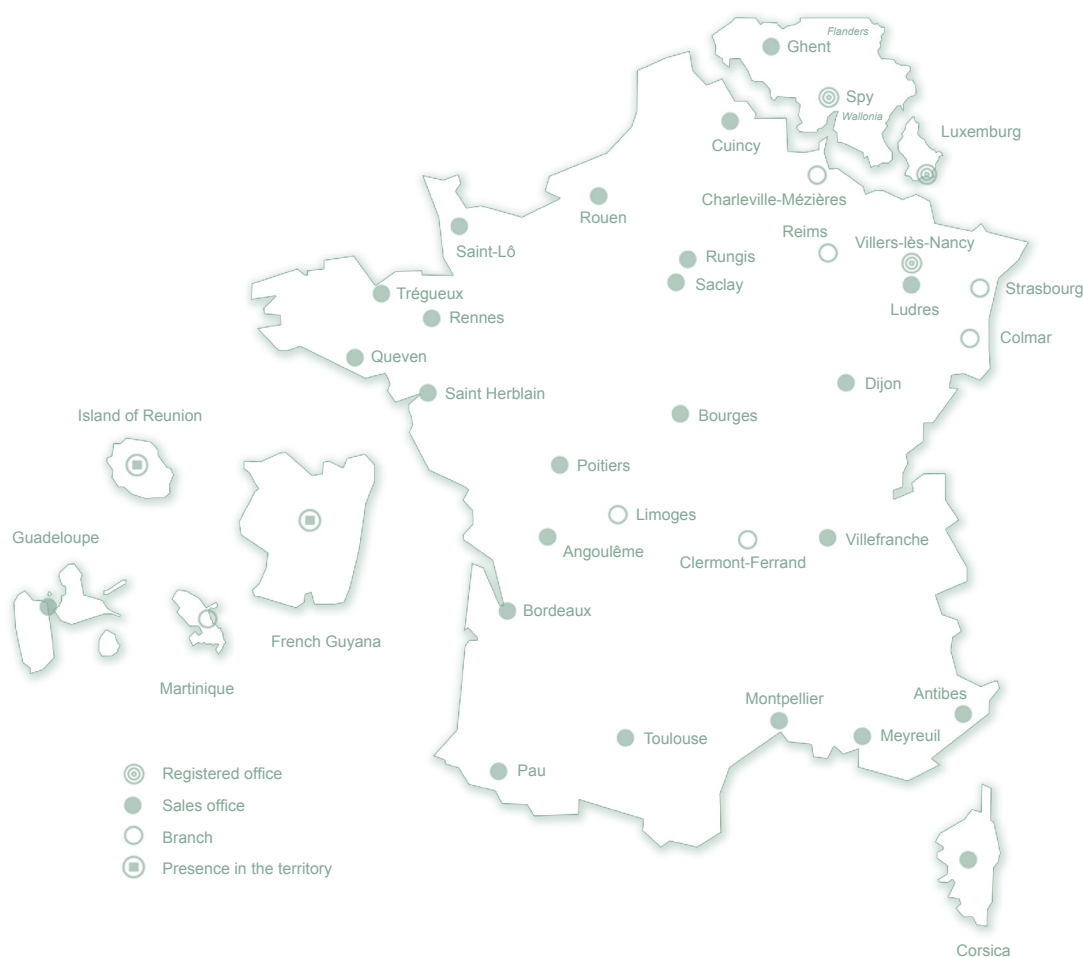 Flanders
Ghent
Spy
Wallonia
Luxemburg
Cuincy
Charleville-Mézières
Rouen
Reims
Villers-lès-Nancy
Saint-Lô
Rungis
Saclay
Strasbourg
Trégueux
Ludres
Rennes
Colmar
Queven
Dijon
Saint Herblain
Island of Reunion
Bourges
Poitiers
Limoges
Guadeloupe
Angoulême
Villefranche
Clermont-Ferrand
Bordeaux
French Guyana
Martinique
Antibes
Montpellier
Meyreuil
Toulouse
Pau
Registered office
Sales office
Branch
Presence in the territory
Corsica